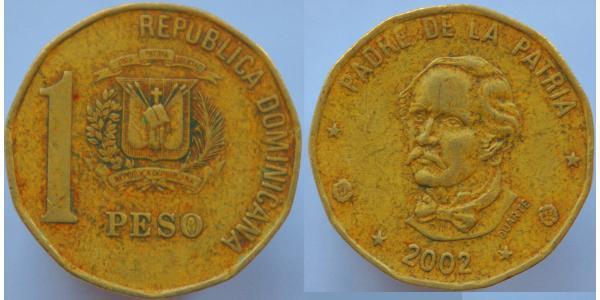 REPUBLICA DOMINICANA
1
PESO
PADRE DE LA PATRIA
DUARTE
2002